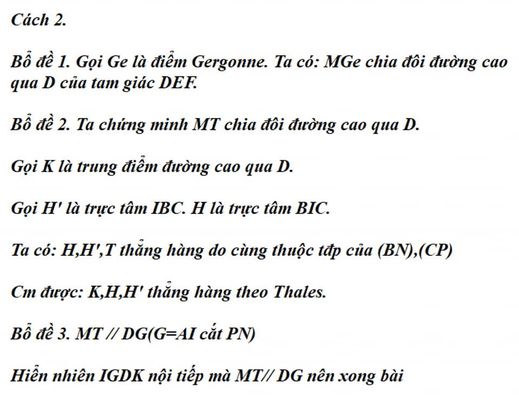 Cách 2.
Bổ đề 1. Gọi Ge là điểm Gergonne. Ta có: MGe chia đôi đường cao
qua D của tam giác DEF.
Bổ đề 2. Ta chứng minh MT chia đôi đường cao qua D.
Gọi K là trung điểm đường cao qua D.
Gọi H' là trực tâm IBC. H là trực tâm BIC.
Ta có: H,H',T thẳng hàng do cùng thuộc tđp của (BN),(CP)
Cm được: K,H,H' thẳng hàng theo Thales.
Bổ đề 3. MT // DG(G=AI cắt PN)
Hiển nhiên IGDK nội tiếp mà MT// DG nên xong bài